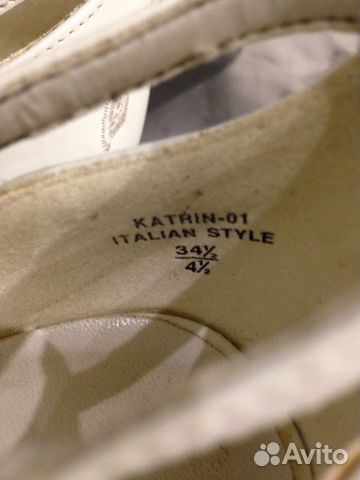 KATRIN-01
ITALIAN STYLE
34½
4½
Avito